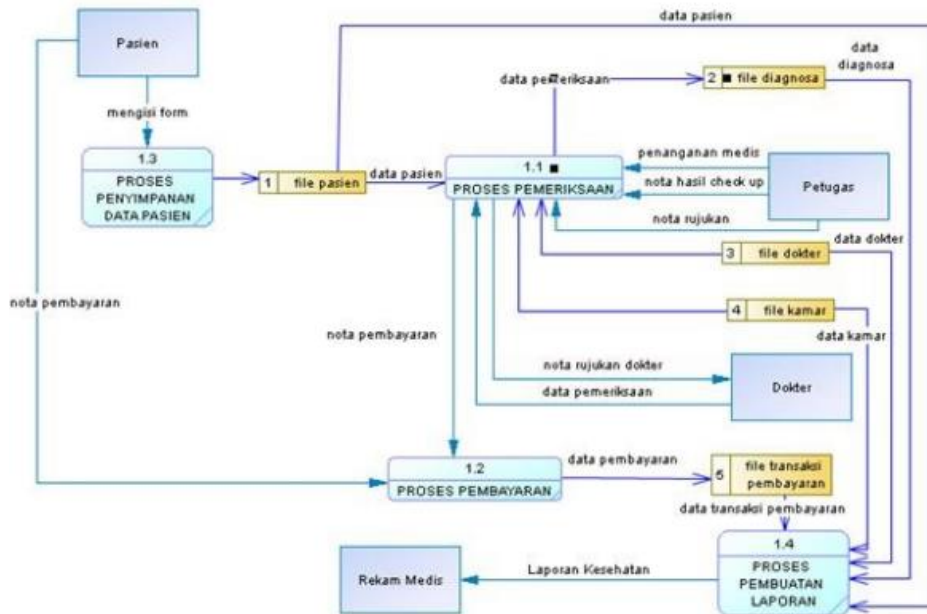 data pasien
Pasien
data
diagnosa
data pemeriksaan
2 file diagnosa
mengisi form
1.3
PROSES
PENYIMPANAN
DATA PASIEN
1 file pasien
data pasien
1.1
PROSES PEMERIKSAAN
penanganan medis
nota hasil check up
nota rujukan
Petugas
data dokter
3 file dokter
nota pembayaran
4 file kamar
nota pembayaran
data kamar
nota rujukan dokter
data pemeriksaan
Dokter
1.2
PROSES PEMBAYARAN
data pembayaran
5 file transaksi
pembayaran
data transaksi pembayaran
1.4
PROSES
PEMBUATAN
LAPORAN
Laporan Kesehatan
Rekam Medis